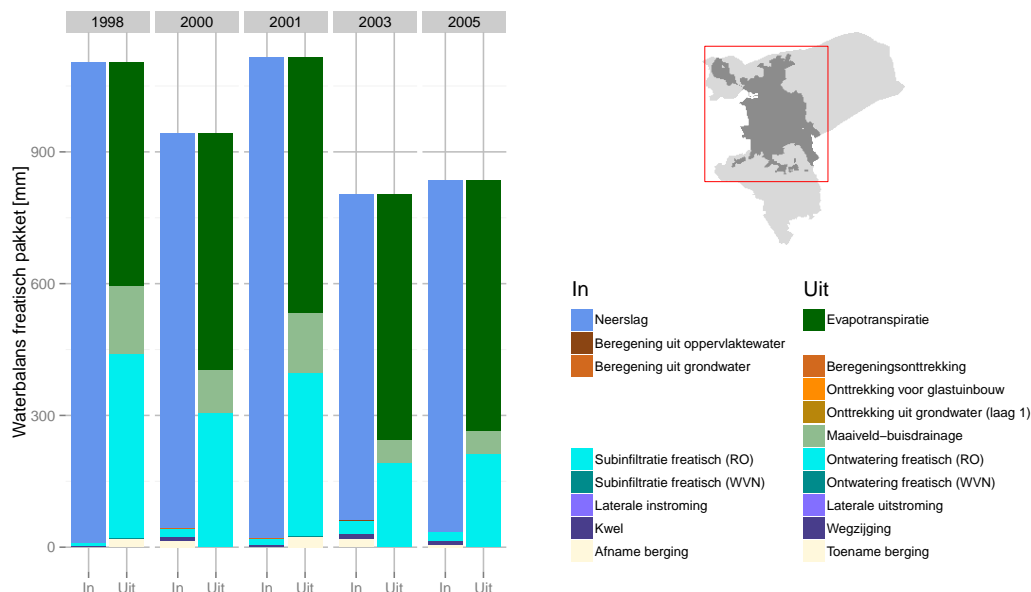 1998 2000 2001 2003 2005
Waterbalans freatisch pakket [mm]
900
600
300
0
In Uit In Uit In Uit In Uit In Uit
In
Neerslag
Beregening uit oppervlaktewater
Beregening uit grondwater
Subinfiltratie freatisch (RO)
Subinfiltratie freatisch (WVN)
Laterale instroming
Kwel
Afname berging
Uit
Evapotranspiratie
Beregeningsonttrekking
Onttrekking voor glastuinbouw
Onttrekking uit grondwater (laag 1)
Maaiveld−buisdrainage
Ontwatering freatisch (RO)
Ontwatering freatisch (WVN)
Laterale uitstroming
Wegzijging
Toename berging